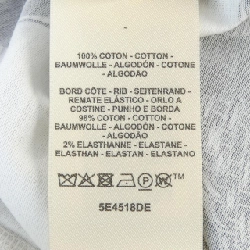 100% COTON - COTTON -
BAUMWOLLE - ALGODÓN - COTONE
- ALGODÃO
BORD CÔTE - RIB - SEITENRAND -
REMATE ELÁSTICO - ORLO A
COSTINE - PUNHO E BORDA
98% COTON - COTTON -
BAUMWOLLE - ALGODÓN - COTONE
- ALGODÃO
2% ELASTHANNE - ELASTANE -
ELASTHAN - ELASTAN - ELASTANO
P W TM
5E4518DE